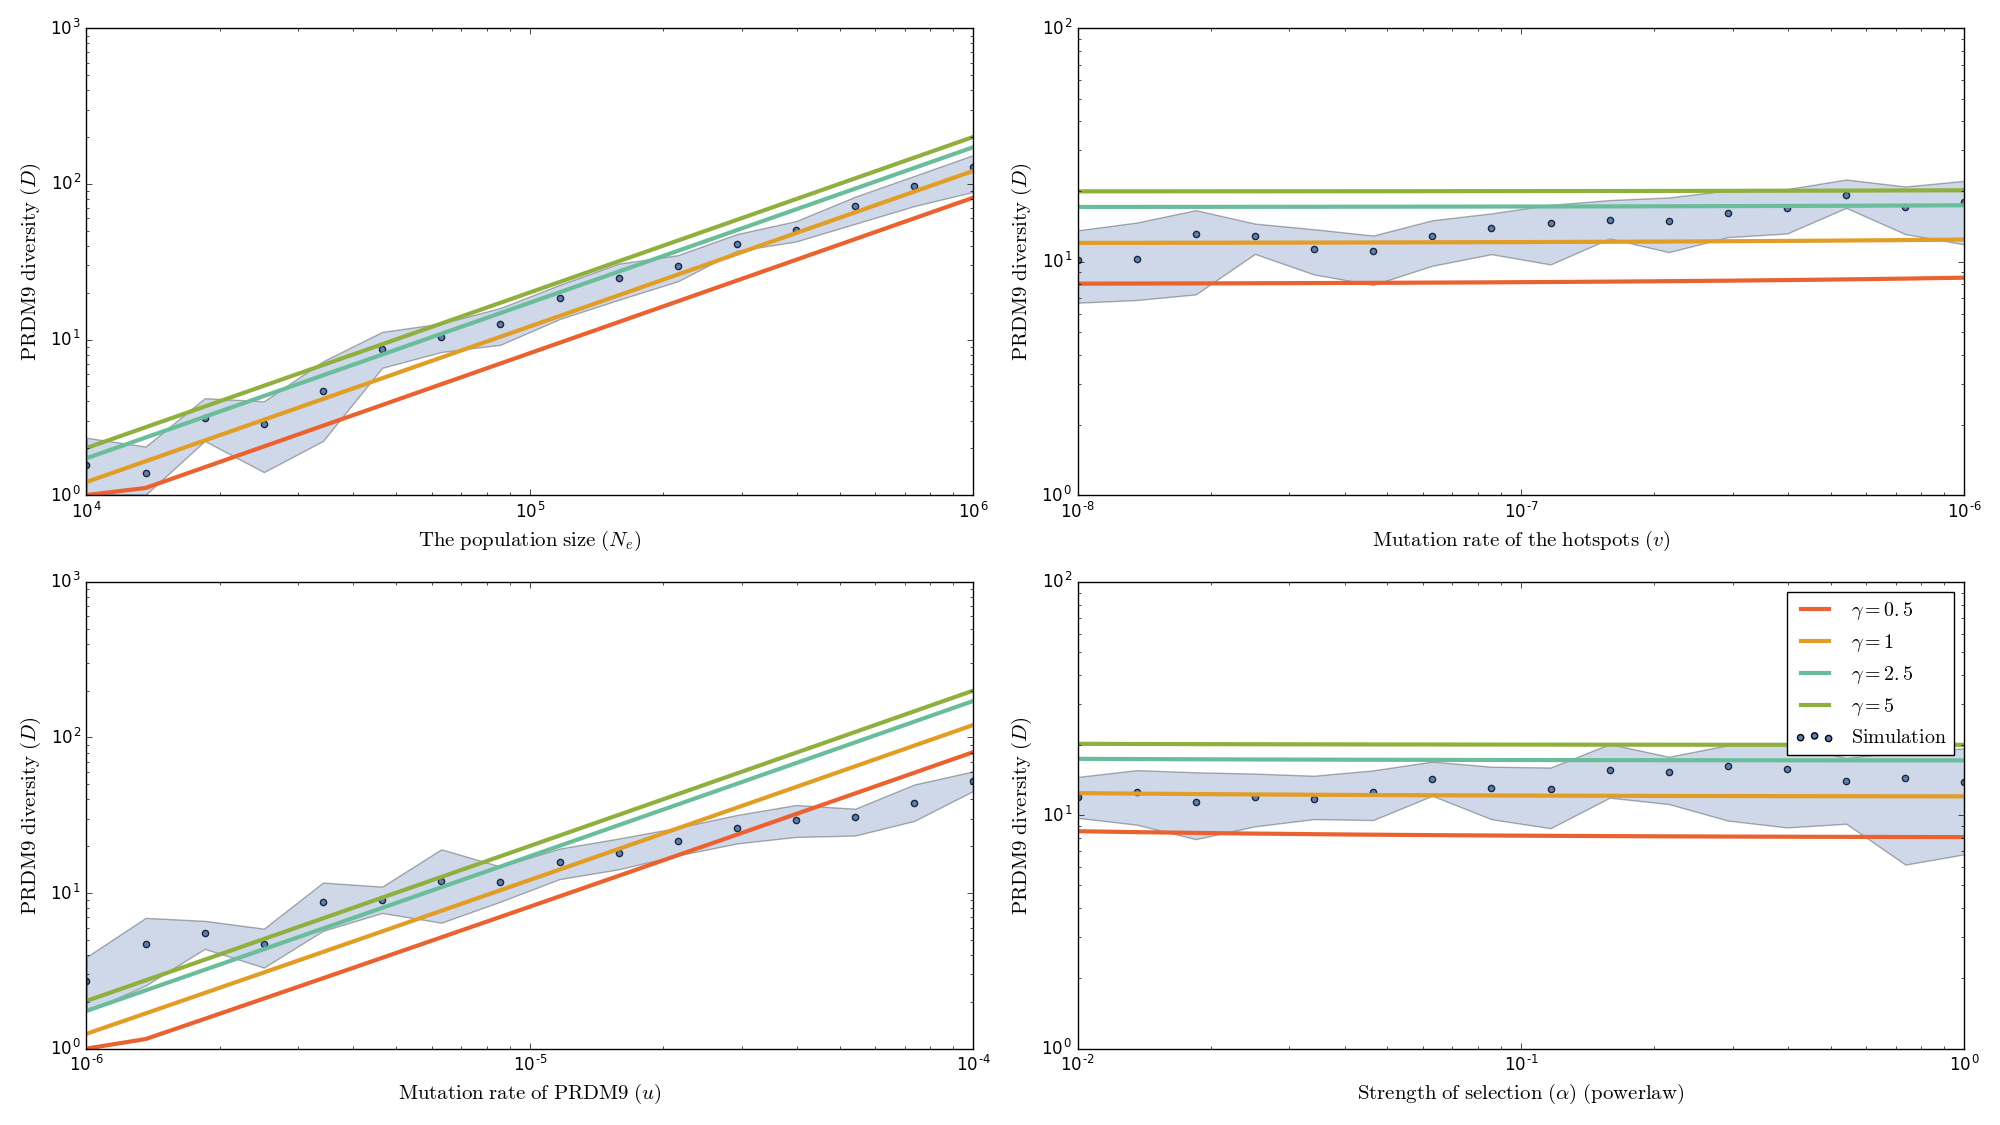 10^3
10^2
10^1
10^0
PRDM9 diversity (D)
10^4
10^5
10^6
The population size (N_e)
10^2
10^1
10^0
PRDM9 diversity (D)
10^-8
10^-7
10^-6
Mutation rate of the hotspots (v)
10^3
10^2
10^1
10^0
PRDM9 diversity (D)
10^-6
10^-5
10^-4
Mutation rate of PRDM9 (u)
10^2
10^1
10^0
PRDM9 diversity (D)
γ = 0.5
γ = 1
γ = 2.5
γ = 5
Simulation
10^-2
10^-1
10^0
Strength of selection (α) (powerlaw)